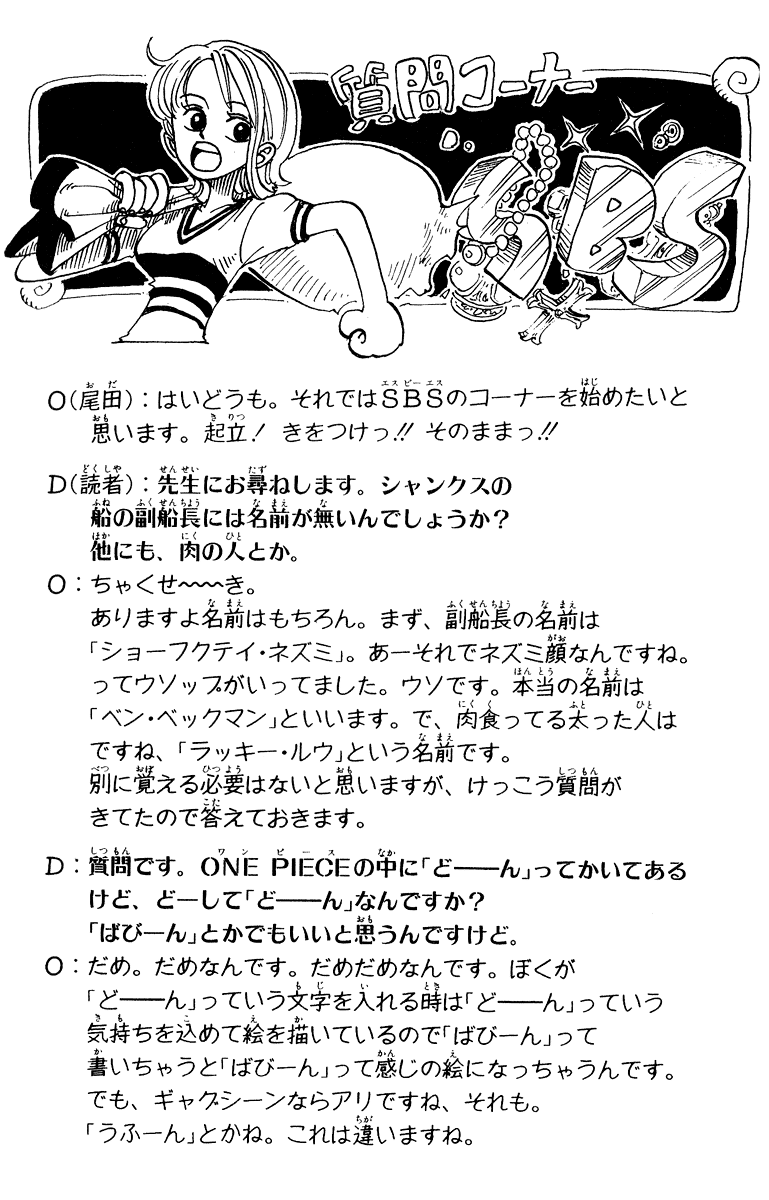 質問コーナー
SBS
O(尾田)：はいどうも。それではSBSのコーナーを始めたいと
思います。起立！きをつけっ!! そのままっ!!
D(読者)：先生にお尋ねします。シャンクスの
船の副船長には名前が無いんでしょうか？
他にも、肉の人とか。
O：ちゃくせ〜〜〜き。
ありますよ名前はもちろん。まず、副船長の名前は
「ショーフクテイ・ネズミ」。あーそれでネズミ顔なんですね。
ってウソップがいってました。ウソです。本当の名前は
「ベン・ベックマン」といいます。で、肉食ってる太った人は
ですね、「ラッキー・ルウ」という名前です。
別に覚える必要はないと思いますが、けっこう質問が
きてたので答えておきます。
D：質問です。ONE PIECEの中に「ど――ん」ってかいてある
けど、どーして「ど――ん」なんですか？
「ばびーん」とかでもいいと思うんですけど。
O：だめ。だめなんです。だめだめなんです。ぼくが
「ど――ん」っていう文字を入れる時は「ど――ん」っていう
気持ちを込めて絵を描いているので「ばびーん」って
書いちゃうと「ばびーん」って感じの絵になっちゃうんです。
でも、ギャグシーンならアリですね、それも。
「うふーん」とかね。これは違いますね。